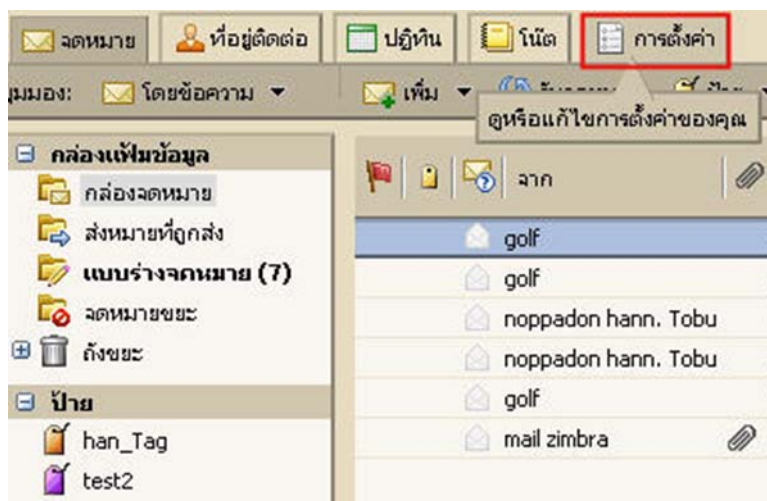 จดหมาย ที่อยู่ติดต่อ ปฏิทิน โน๊ต การตั้งค่า
มุมมอง: โดยข้อความ เพิ่ม
ดูหรือแก้ไขการตั้งค่าของคุณ
กล่องแฟ้มข้อมูล
จาก
กล่องจดหมาย
ส่งหมายที่ถูกส่ง
golf
แบบร่างจดหมาย (7)
golf
จดหมายขยะ
noppadon hann. Tobu
ถังขยะ
noppadon hann. Tobu
ป้าย
golf
han_Tag
mail zimbra
test2